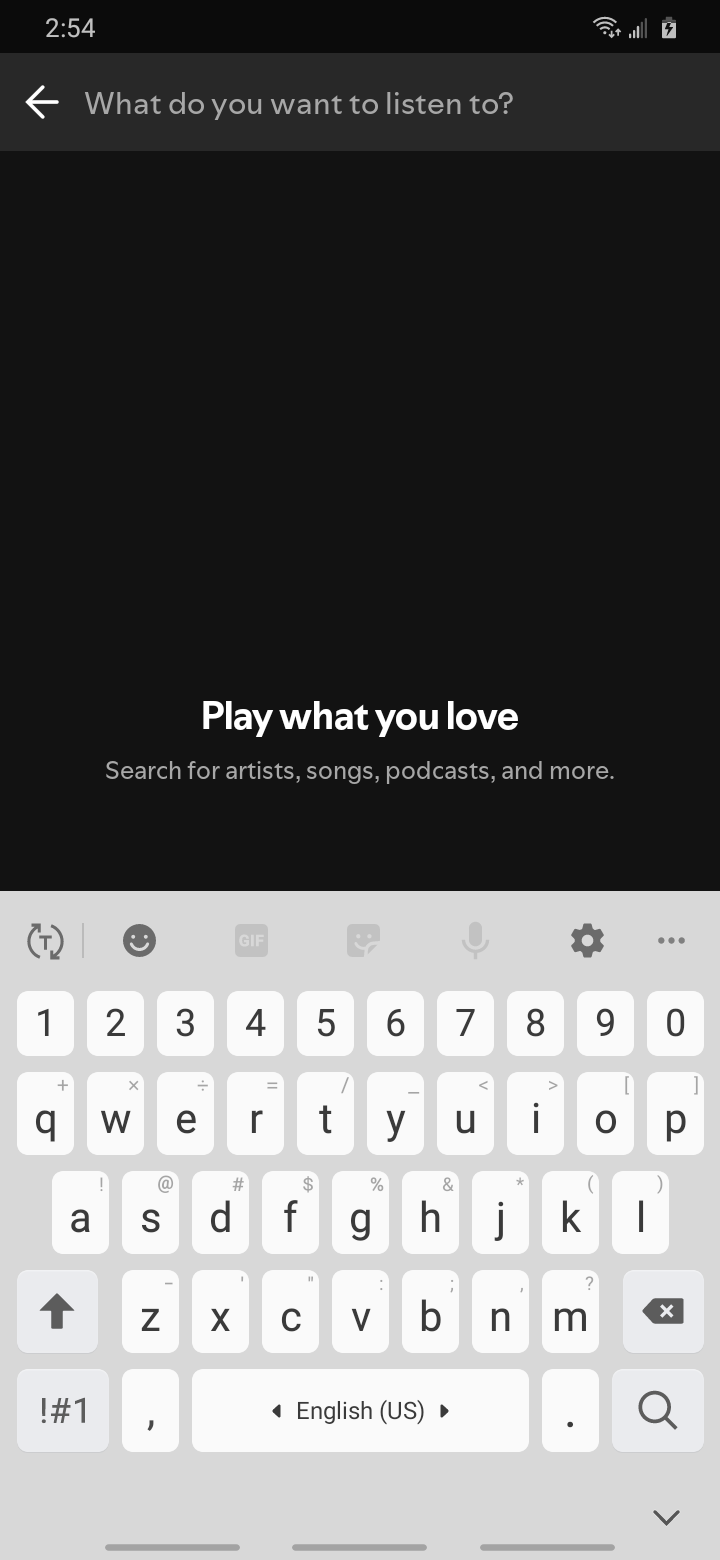 2:54
What do you want to listen to?
Play what you love
Search for artists, songs, podcasts, and more.
T GIF
1 2 3 4 5 6 7 8 9 0
+ × ÷ = / _ < > [ ]
q w e r t y u i o p
! @ # $ % & * ( )
a s d f g h j k l
- ' " : ; , ?
z x c v b n m
!#1 , English (US) .